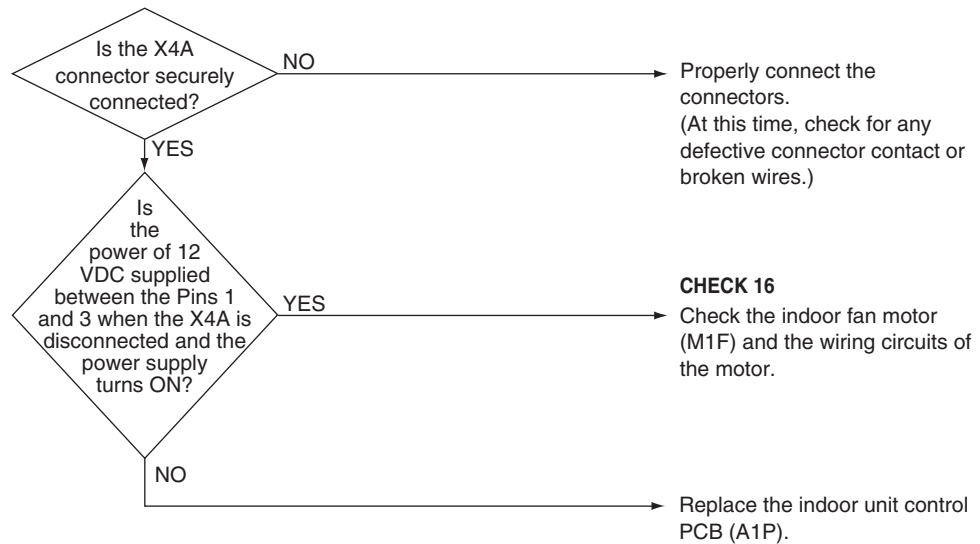 Is the X4A
connector securely
connected?
NO
Properly connect the
connectors.
(At this time, check for any
defective connector contact or
broken wires.)
YES
Is
the
power of 12
VDC supplied
between the Pins 1
and 3 when the X4A is
disconnected and the
power supply
turns ON?
YES
CHECK 16
Check the indoor fan motor
(M1F) and the wiring circuits of
the motor.
NO
Replace the indoor unit control
PCB (A1P).